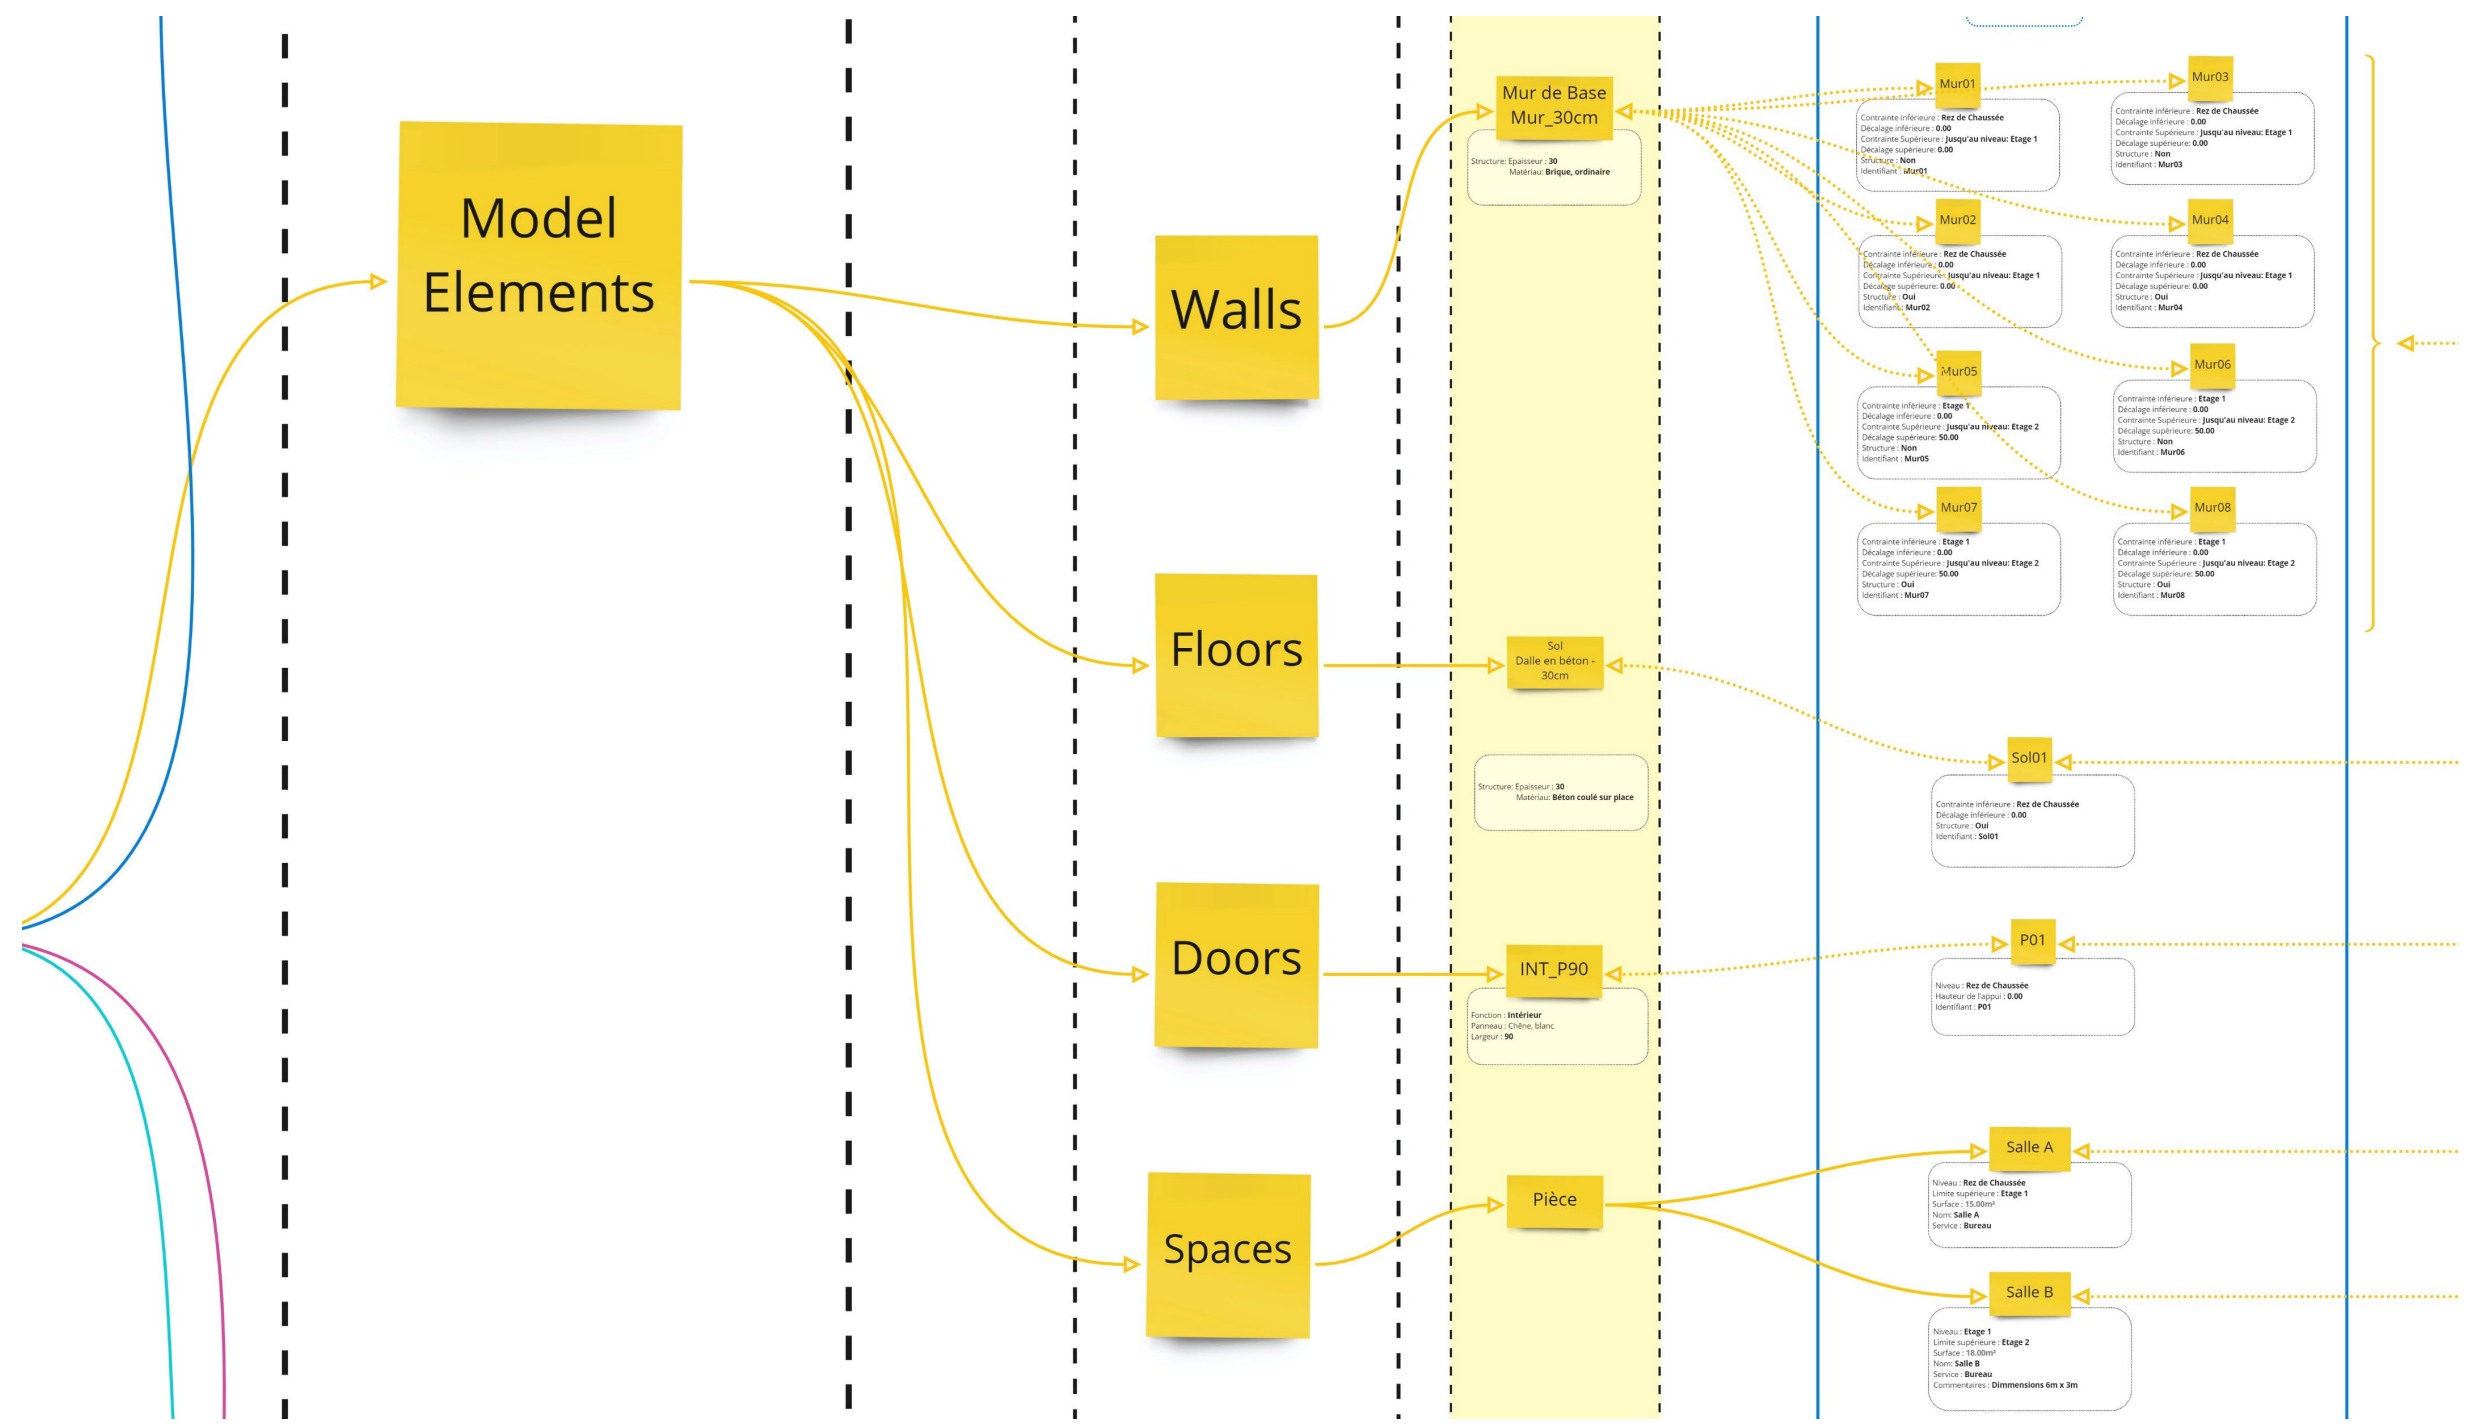 Model
Elements
Walls
Floors
Doors
Spaces
Mur de Base
Mur_30cm
Structure: Epaisseur : 30
Matériau: Brique, ordinaire
Sol
Dalle en béton -
30cm
Structure: Epaisseur : 30
Matériau: Béton coulé sur place
INT_P90
Fonction : Intérieur
Panneau : Chêne, blanc
Largeur : 90
Pièce
Mur01
Contrainte inférieure : Rez de Chaussée
Décalage inférieure : 0.00
Contrainte Supérieure : Jusqu'au niveau: Etage 1
Décalage supérieure: 0.00
Structure : Non
Identifiant : Mur01
Mur03
Contrainte inférieure : Rez de Chaussée
Décalage inférieure : 0.00
Contrainte Supérieure : Jusqu'au niveau: Etage 1
Décalage supérieure: 0.00
Structure : Non
Identifiant : Mur03
Mur02
Contrainte inférieure : Rez de Chaussée
Décalage inférieure : 0.00
Contrainte Supérieure : Jusqu'au niveau: Etage 1
Décalage supérieure: 0.00
Structure : Oui
Identifiant : Mur02
Mur04
Contrainte inférieure : Rez de Chaussée
Décalage inférieure : 0.00
Contrainte Supérieure : Jusqu'au niveau: Etage 1
Décalage supérieure: 0.00
Structure : Oui
Identifiant : Mur04
Mur05
Contrainte inférieure : Etage 1
Décalage inférieure : 0.00
Contrainte Supérieure : Jusqu'au niveau: Etage 2
Décalage supérieure: 50.00
Structure : Non
Identifiant : Mur05
Mur06
Contrainte inférieure : Etage 1
Décalage inférieure : 0.00
Contrainte Supérieure : Jusqu'au niveau: Etage 2
Décalage supérieure: 50.00
Structure : Non
Identifiant : Mur06
Mur07
Contrainte inférieure : Etage 1
Décalage inférieure : 0.00
Contrainte Supérieure : Jusqu'au niveau: Etage 2
Décalage supérieure: 50.00
Structure : Oui
Identifiant : Mur07
Mur08
Contrainte inférieure : Etage 1
Décalage inférieure : 0.00
Contrainte Supérieure : Jusqu'au niveau: Etage 2
Décalage supérieure: 50.00
Structure : Oui
Identifiant : Mur08
Sol01
Contrainte inférieure : Rez de Chaussée
Décalage inférieure : 0.00
Structure : Oui
Identifiant : Sol01
P01
Niveau : Rez de Chaussée
Hauteur de l'appui : 0.00
Identifiant : P01
Salle A
Niveau : Rez de Chaussée
Limite supérieure : Etage 1
Surface : 15.00m²
Nom: Salle A
Service : Bureau
Salle B
Niveau : Etage 1
Limite supérieure : Etage 2
Surface : 18.00m²
Nom: Salle B
Service : Bureau
Commentaires : Dimmensions 6m x 3m